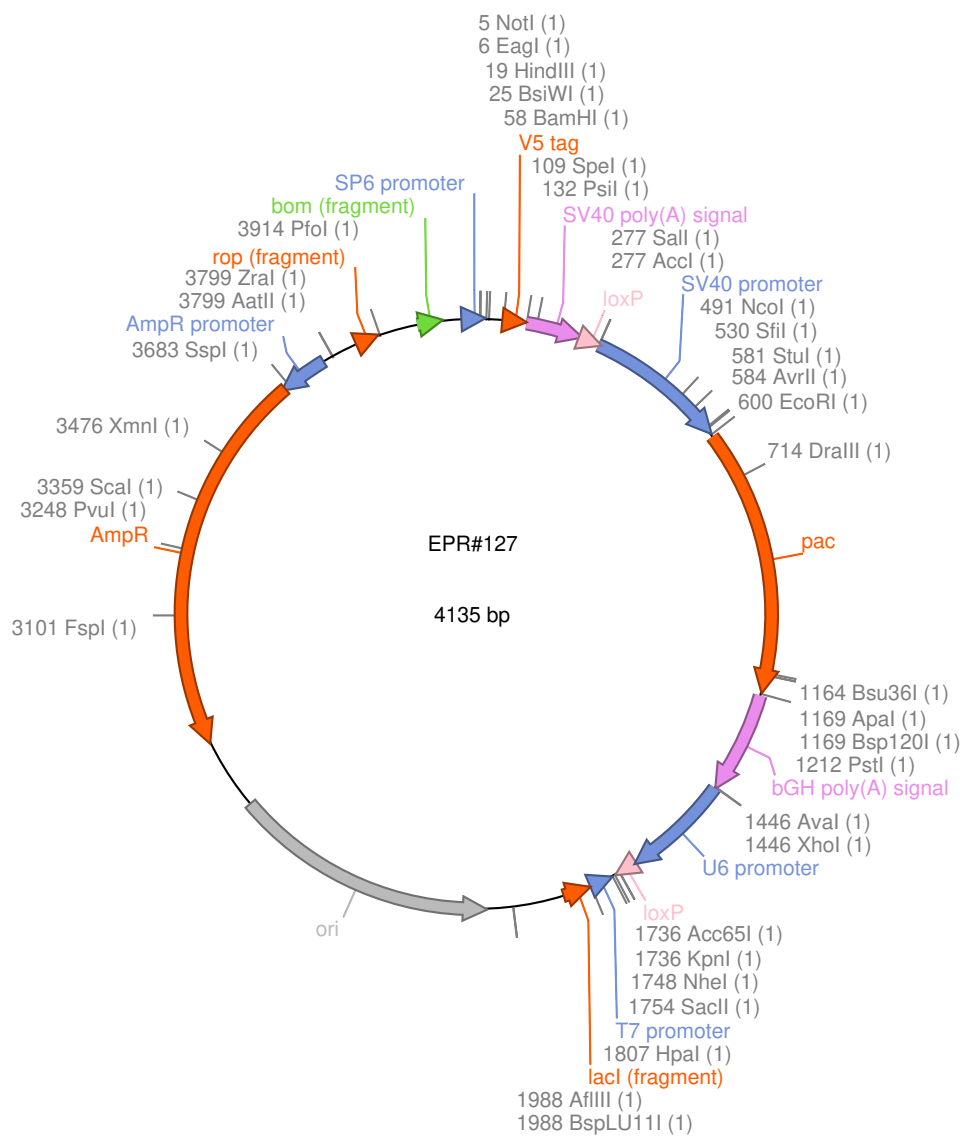 5 NotI (1)
6 EagI (1)
19 HindIII (1)
25 BsiWI (1)
58 BamHI (1)
V5 tag
109 SpeI (1)
132 PsiI (1)
SV40 poly(A) signal
277 SalI (1)
277 AccI (1)
loxP
SV40 promoter
491 NcoI (1)
530 SfiI (1)
581 StuI (1)
584 AvrII (1)
600 EcoRI (1)
714 DraIII (1)
pac
1164 Bsu36I (1)
1169 ApaI (1)
1169 Bsp120I (1)
1212 PstI (1)
bGH poly(A) signal
1446 AvaI (1)
1446 XhoI (1)
U6 promoter
loxP
1736 Acc65I (1)
1736 KpnI (1)
1748 NheI (1)
1754 SacII (1)
T7 promoter
1807 HpaI (1)
lacI (fragment)
1988 AflIII (1)
1988 BspLU11I (1)
ori
3101 FspI (1)
AmpR
3248 PvuI (1)
3359 ScaI (1)
3476 XmnI (1)
3683 SspI (1)
AmpR promoter
3799 AatII (1)
3799 ZraI (1)
rop (fragment)
3914 PfoI (1)
bom (fragment)
SP6 promoter
EPR#127
4135 bp